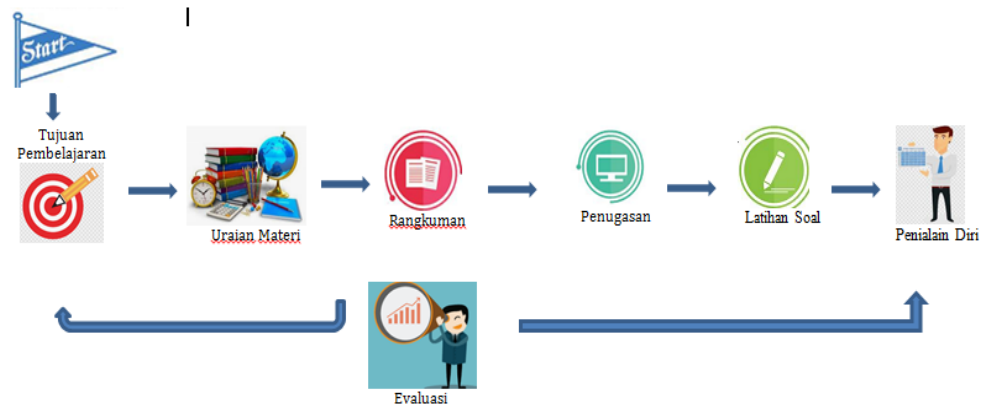 Start
Tujuan
Pembelajaran
Uraian Materi
Rangkuman
Penugasan
Latihan Soal
Penialain Diri
Evaluasi